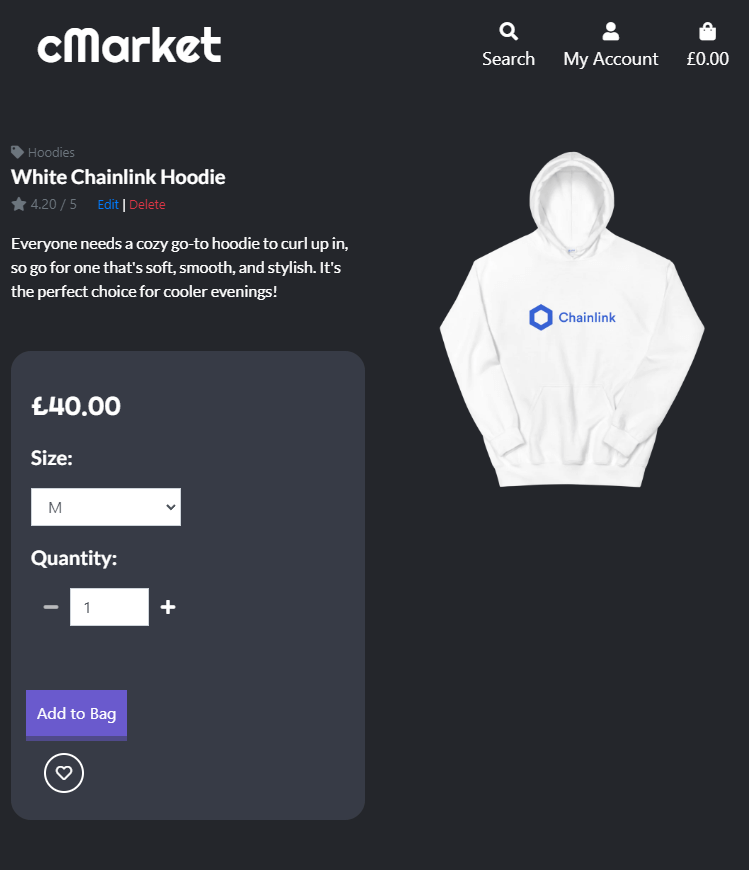 cMarket
Search
My Account
£0.00
Hoodies
White Chainlink Hoodie
4.20 / 5 Edit | Delete
Everyone needs a cozy go-to hoodie to curl up in,
so go for one that's soft, smooth, and stylish. It's
the perfect choice for cooler evenings!
Chainlink
£40.00
Size:
M
Quantity:
1
Add to Bag